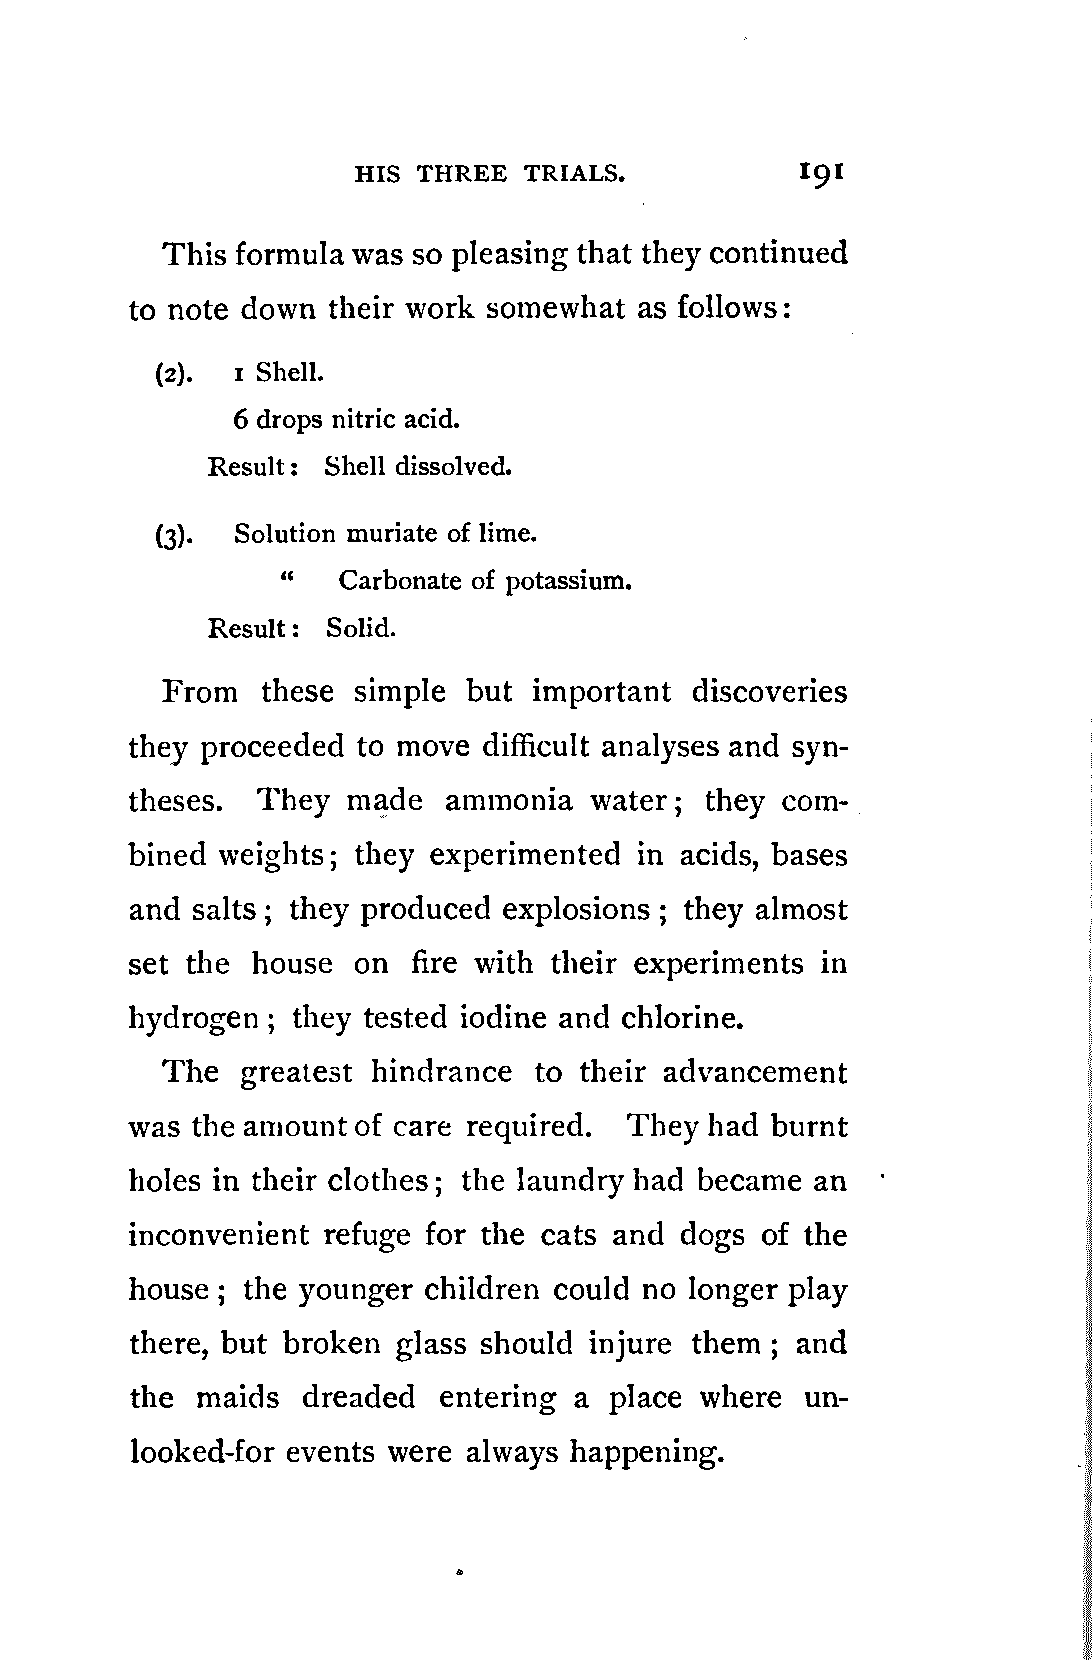 HIS THREE TRIALS. 191
This formula was so pleasing that they continued
to note down their work somewhat as follows:
(2). 1 Shell.
6 drops nitric acid.
Result: Shell dissolved.
(3). Solution muriate of lime.
“ Carbonate of potassium.
Result: Solid.
From these simple but important discoveries
they proceeded to move difficult analyses and syn-
theses. They made ammonia water; they com-
bined weights; they experimented in acids, bases
and salts; they produced explosions; they almost
set the house on fire with their experiments in
hydrogen; they tested iodine and chlorine.
The greatest hindrance to their advancement
was the amount of care required. They had burnt
holes in their clothes; the laundry had became an
inconvenient refuge for the cats and dogs of the
house; the younger children could no longer play
there, but broken glass should injure them; and
the maids dreaded entering a place where un-
looked-for events were always happening.